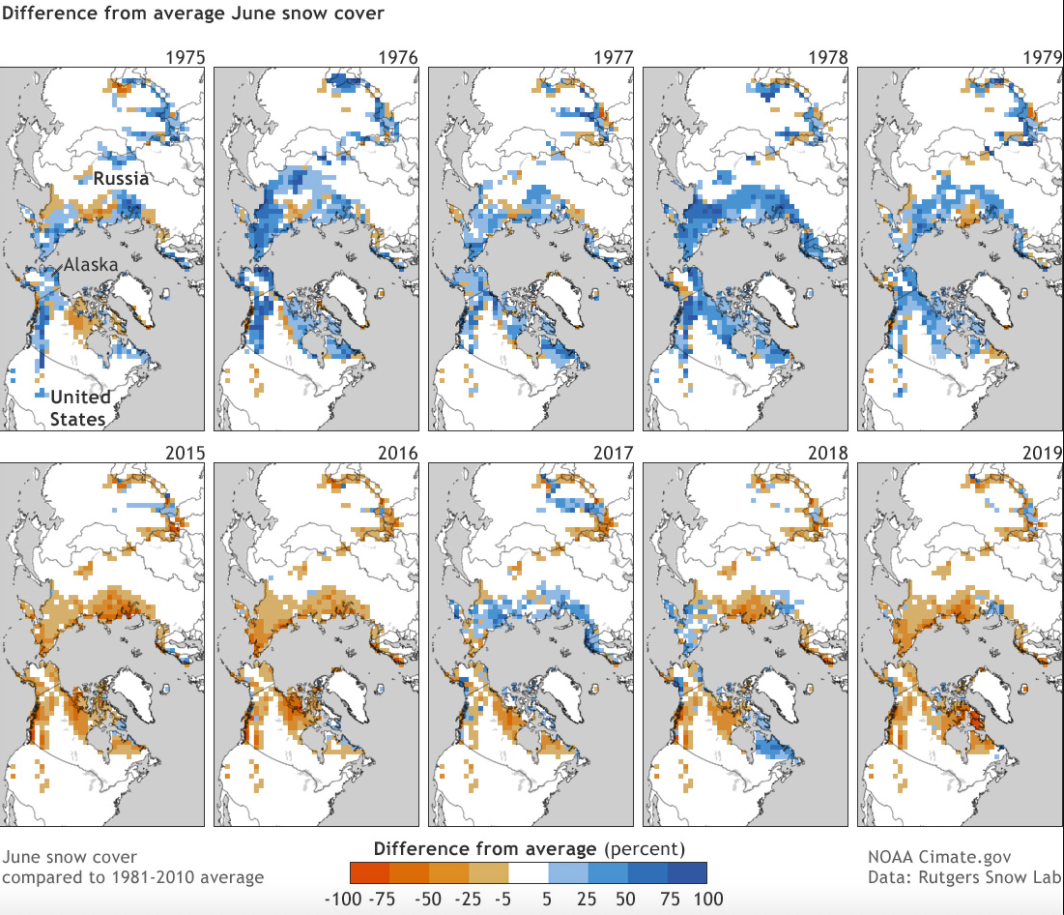 Difference from average June snow cover
1975
1976
1977
1978
1979
Russia
Alaska
United
States
2015
2016
2017
2018
2019
June snow cover
compared to 1981-2010 average
Difference from average (percent)
-100 -75 -50 -25 -5 5 25 50 75 100
NOAA Cimate.gov
Data: Rutgers Snow Lab